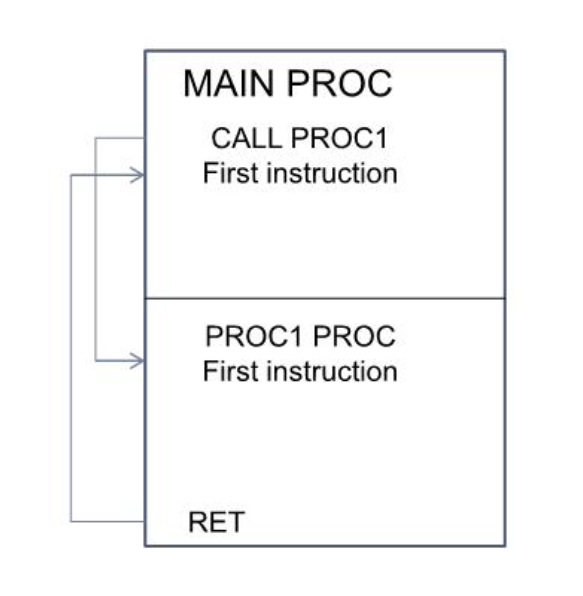 MAIN PROC
CALL PROC1
First instruction
PROC1 PROC
First instruction
RET